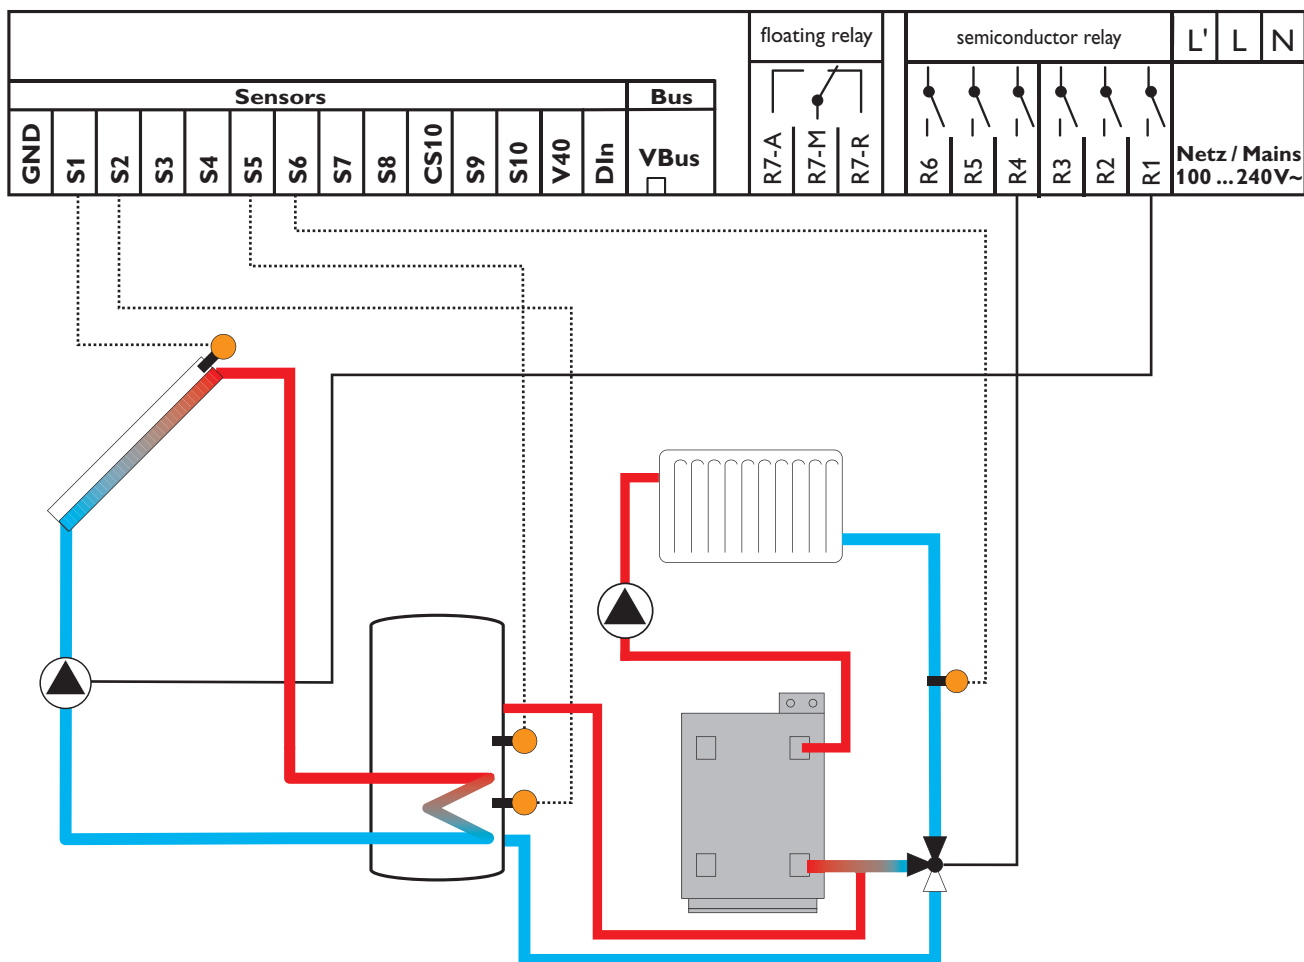 floating relay
semiconductor relay
L' L N
Sensors
Bus
GND S1 S2 S3 S4 S5 S6 S7 S8 CS10 S9 S10 V40 DIn
VBus
R7-A R7-M R7-R
R6 R5 R4 R3 R2 R1
Netz / Mains
100 ... 240 V~